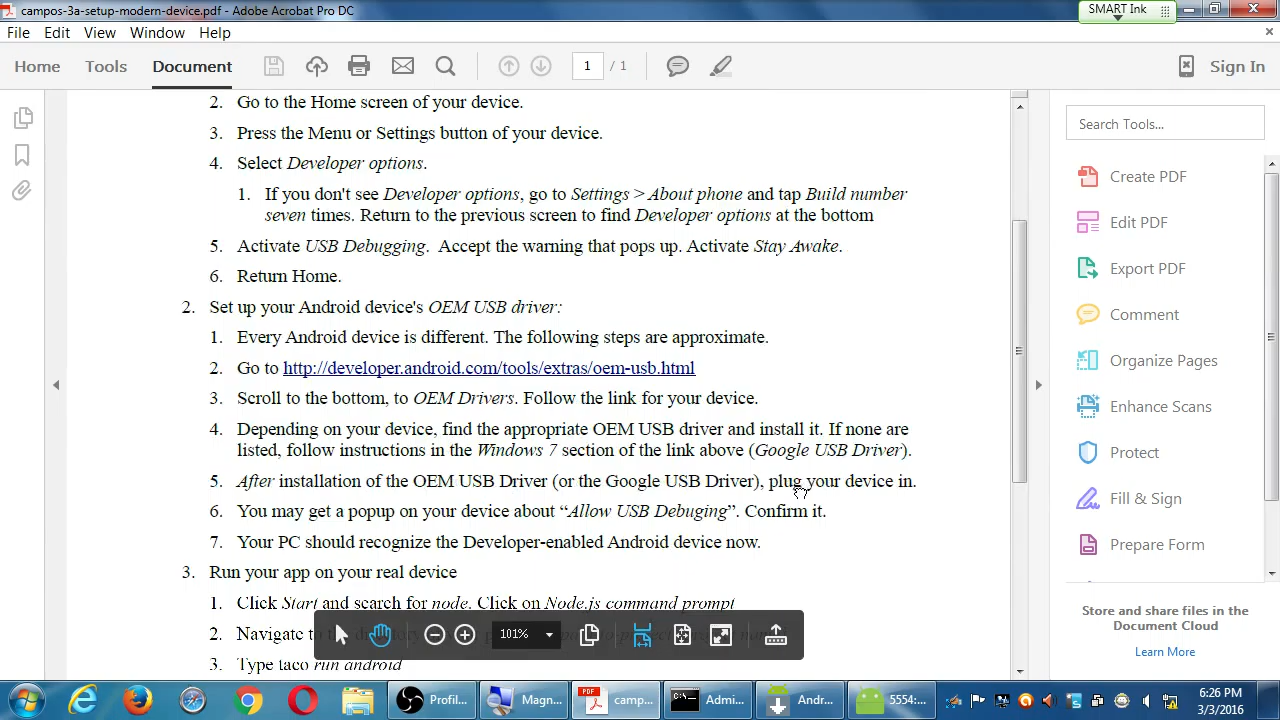 campos-3a-setup-modern-device.pdf - Adobe Acrobat Pro DC
SMART Ink
File Edit View Window Help
Home Tools Document 1 / 1 Sign In
2. Go to the Home screen of your device.
3. Press the Menu or Settings button of your device.
4. Select Developer options.
1. If you don't see Developer options, go to Settings > About phone and tap Build number
seven times. Return to the previous screen to find Developer options at the bottom
5. Activate USB Debugging. Accept the warning that pops up. Activate Stay Awake.
6. Return Home.
2. Set up your Android device's OEM USB driver:
1. Every Android device is different. The following steps are approximate.
2. Go to http://developer.android.com/tools/extras/oem-usb.html
3. Scroll to the bottom, to OEM Drivers. Follow the link for your device.
4. Depending on your device, find the appropriate OEM USB driver and install it. If none are
listed, follow instructions in the Windows 7 section of the link above (Google USB Driver).
5. After installation of the OEM USB Driver (or the Google USB Driver), plug your device in.
6. You may get a popup on your device about “Allow USB Debuging”. Confirm it.
7. Your PC should recognize the Developer-enabled Android device now.
3. Run your app on your real device
1. Click Start and search for node. Click on Node.js command prompt
2. Navigate to
3. Type taco run android
101%
Search Tools...
Create PDF
Edit PDF
Export PDF
Comment
Organize Pages
Enhance Scans
Protect
Fill & Sign
Prepare Form
Store and share files in the
Document Cloud
Learn More
Profil... Magn... PDF camp... Admi... Andr... 5554:...
6:26 PM
3/3/2016